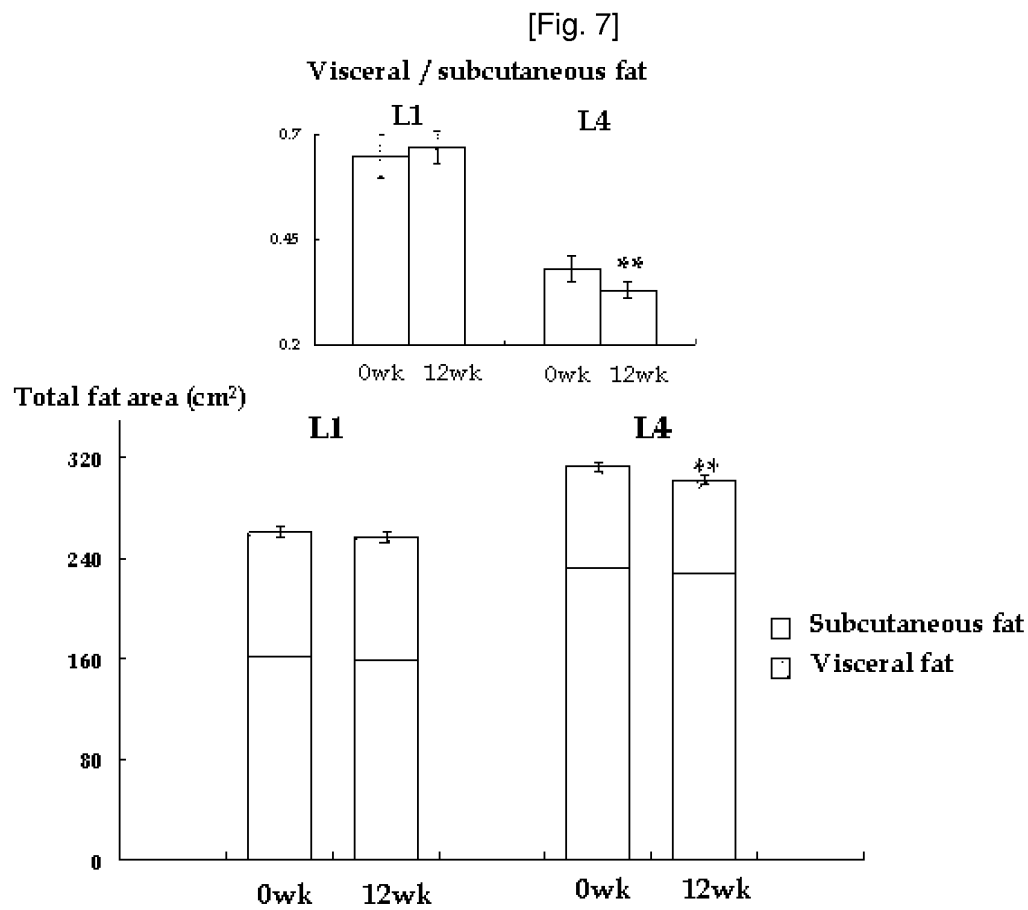 [Fig. 7]
Visceral / subcutaneous fat
L1 L4
0.7
0.45
**
0.2
0wk 12wk 0wk 12wk
Total fat area (cm²)
L1 L4
320
**
240
Subcutaneous fat
160
Visceral fat
80
0
0wk 12wk 0wk 12wk